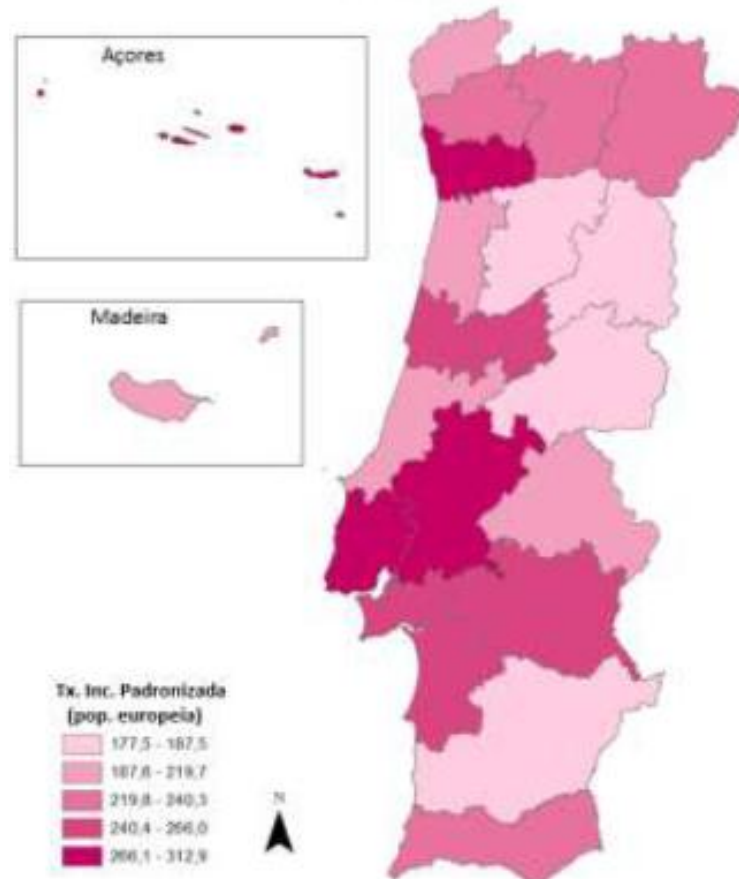 Açores
Madeira
Tx. Inc. Padronizada
(pop. europeia)
177,5 - 187,5
187,6 - 219,7
219,8 - 240,3
240,4 - 266,0
266,1 - 312,9
N